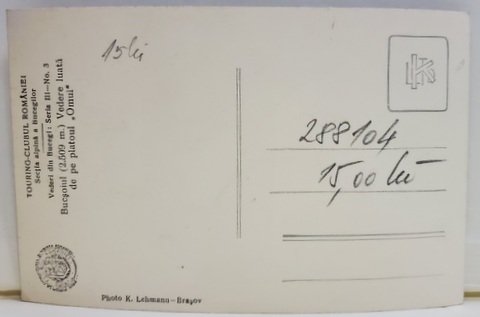 15 lei
TOURING-CLUBUL ROMÂNIEI
Secția alpină a Bucegilor
Vederi din Bucegi: Seria III—No. 3
Bucșoiul (2.509 m.) Vedere luată
de pe platoul „Omul"
288104
15,00 lei
Photo K. Lehmann—Brașov